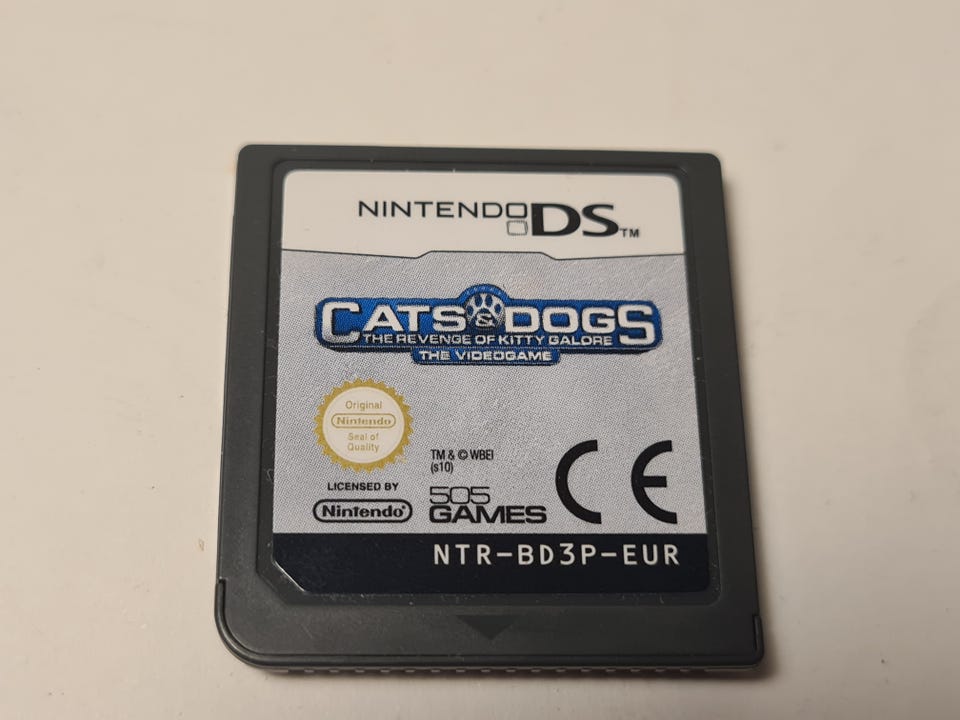 NINTENDO DS TM
CATS & DOGS
THE REVENGE OF KITTY GALORE
THE VIDEOGAME
Original
Nintendo
Seal of
Quality
TM & © WBEI
(s10)
LICENSED BY
Nintendo®
505
GAMES
CE
NTR-BD3P-EUR